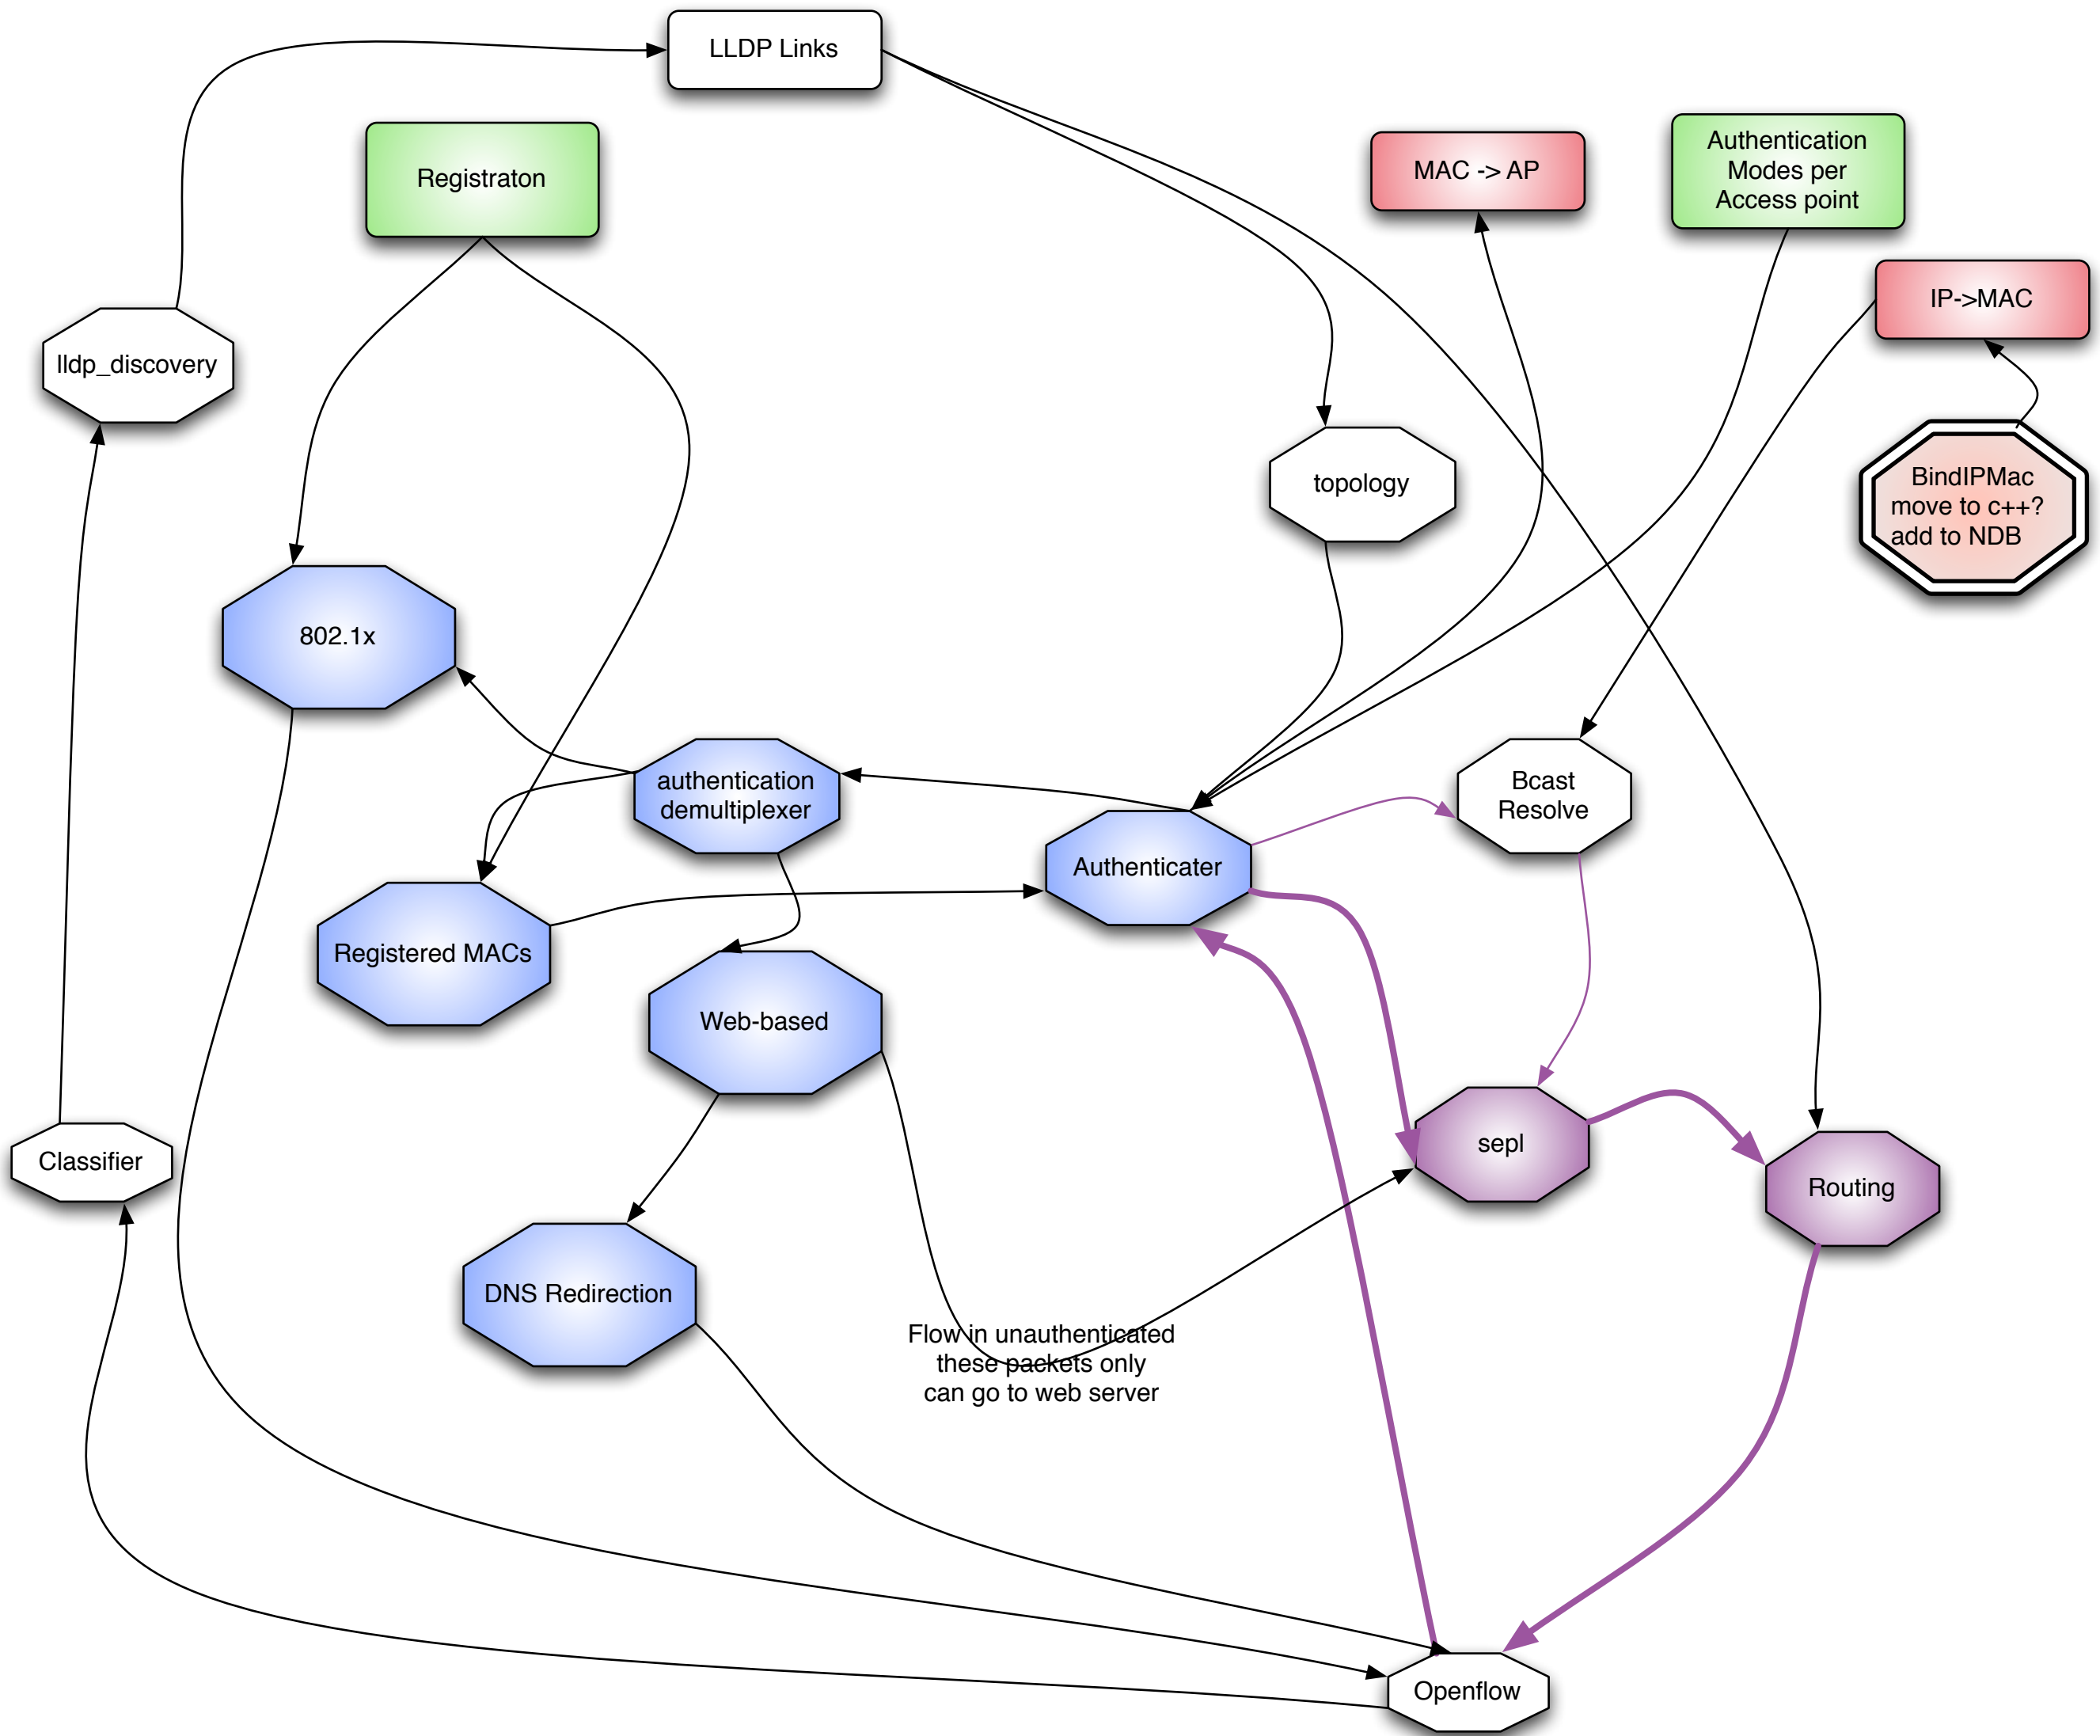 LLDP Links
Registraton
MAC -> AP
Authentication
Modes per
Access point
IP->MAC
lldp_discovery
topology
BindIPMac
move to c++?
add to NDB
802.1x
authentication
demultiplexer
Bcast
Resolve
Authenticater
Registered MACs
Web-based
sepl
Classifier
Routing
DNS Redirection
Flow in unauthenticated
these packets only
can go to web server
Openflow